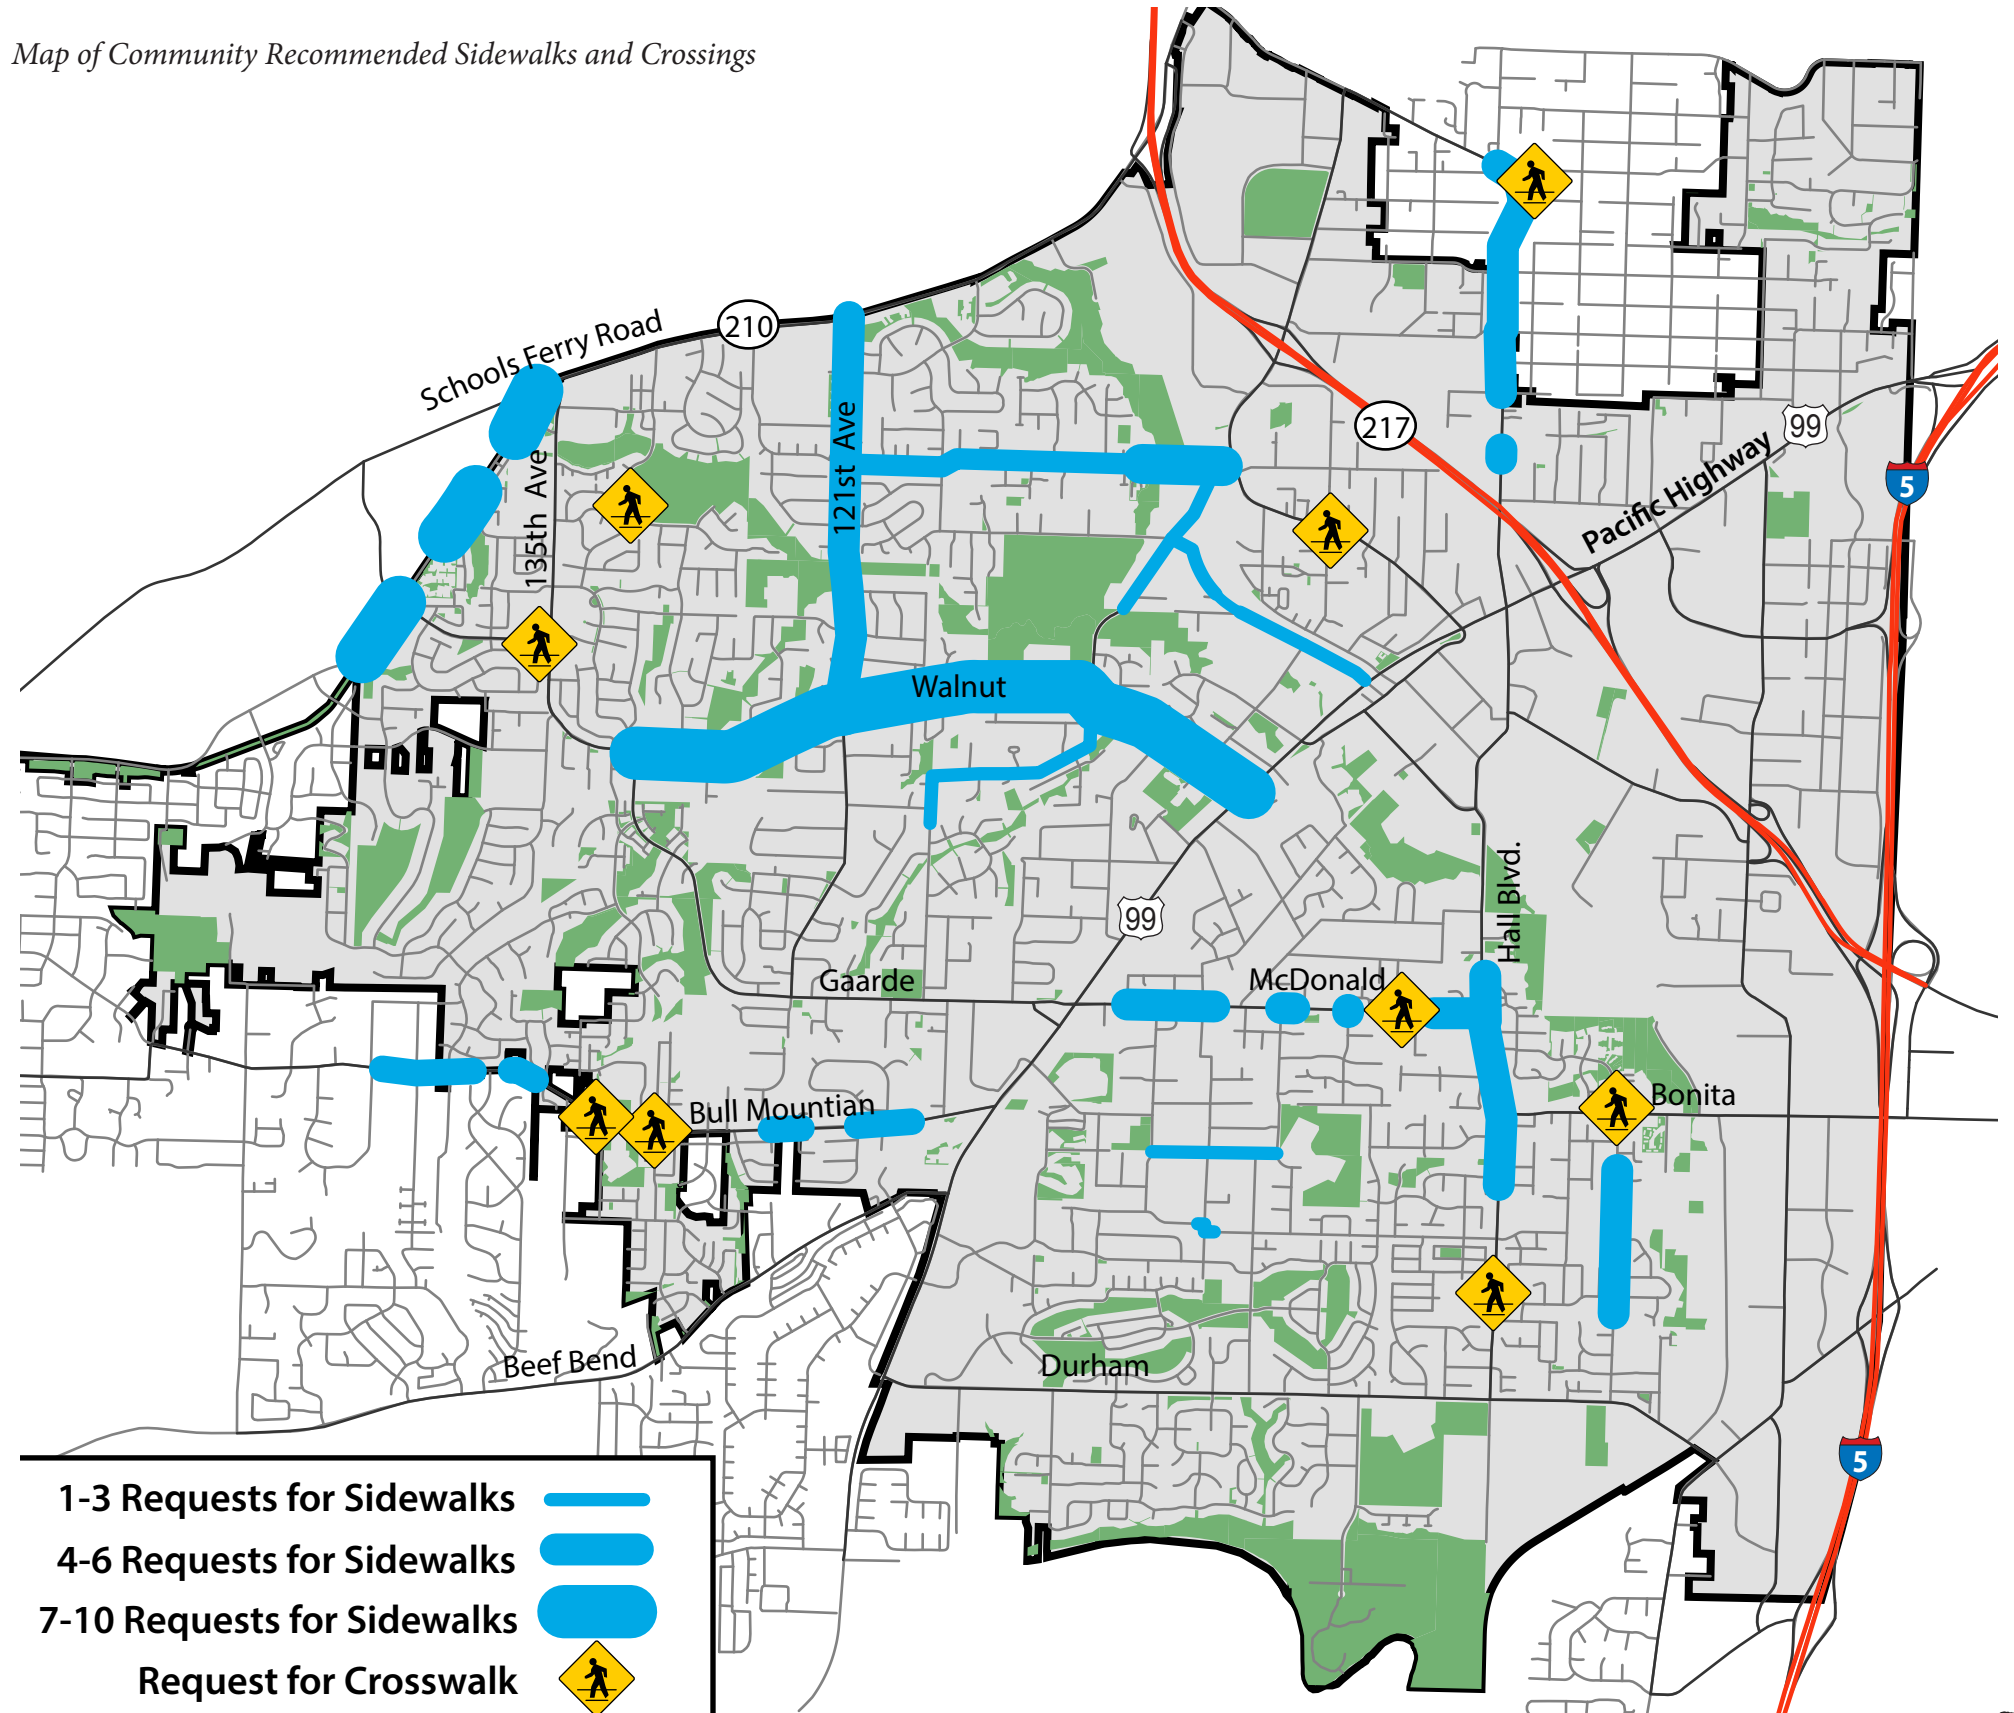 Map of Community Recommended Sidewalks and Crossings
Schools Ferry Road
210
217
99
Pacific Highway
5
121st Ave
135th Ave
Walnut
Hall Blvd.
99
Gaarde
McDonald
Bull Mountian
Bonita
Beef Bend
Durham
5
1-3 Requests for Sidewalks
4-6 Requests for Sidewalks
7-10 Requests for Sidewalks
Request for Crosswalk